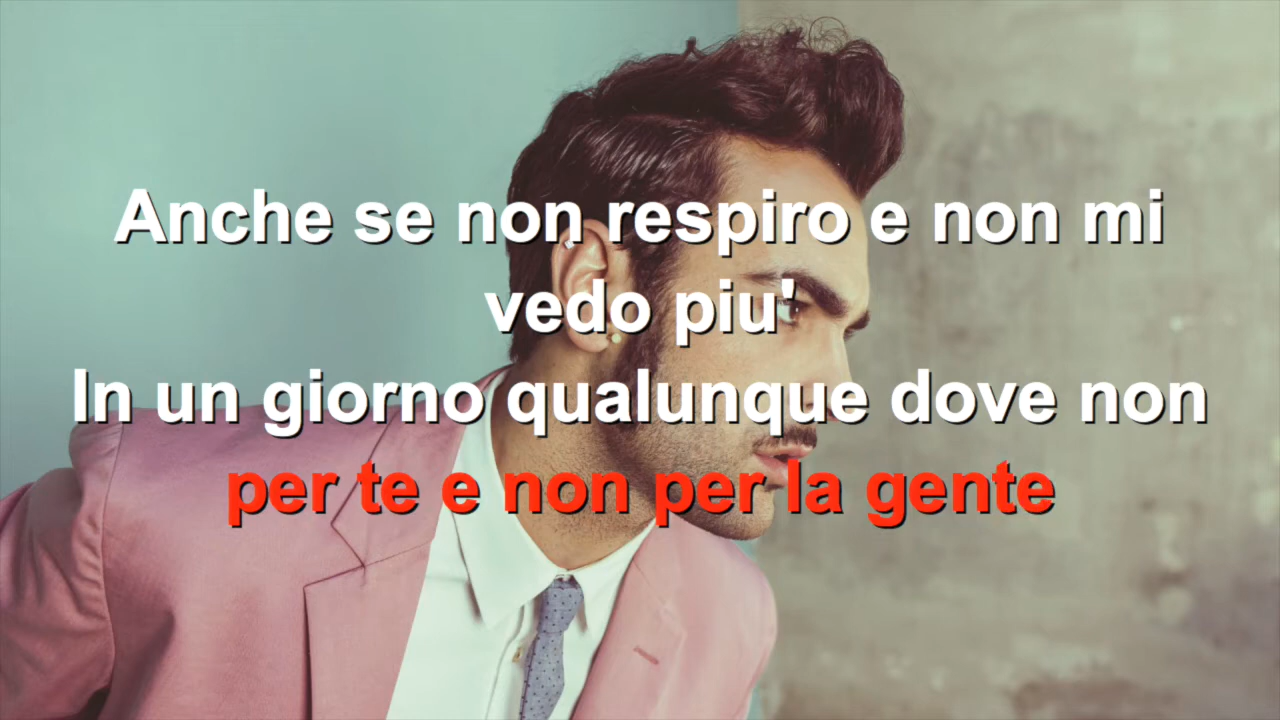 Anche se non respiro e non mi
vedo piu'
In un giorno qualunque dove non
per te e non per la gente